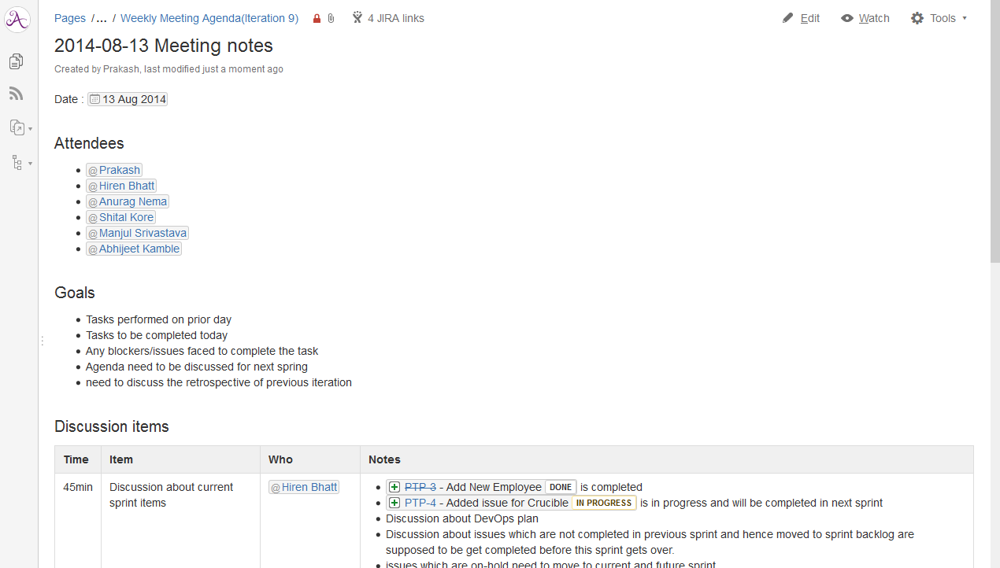 Pages / ... / Weekly Meeting Agenda(Iteration 9) 4 JIRA links Edit Watch Tools
2014-08-13 Meeting notes
Created by Prakash, last modified just a moment ago
Date : 13 Aug 2014
Attendees
@Prakash
@Hiren Bhatt
@Anurag Nema
@Shital Kore
@Manjul Srivastava
@Abhijeet Kamble
Goals
Tasks performed on prior day
Tasks to be completed today
Any blockers/issues faced to complete the task
Agenda need to be discussed for next spring
need to discuss the retrospective of previous iteration
Discussion items
Time Item Who Notes
45min Discussion about current sprint items @Hiren Bhatt
PTP-3 - Add New Employee DONE is completed
PTP-4 - Added issue for Crucible IN PROGRESS is in progress and will be completed in next sprint
Discussion about DevOps plan
Discussion about issues which are not completed in previous sprint and hence moved to sprint backlog are
supposed to be get completed before this sprint gets over.
issues which are on-hold need to move to current and future sprint